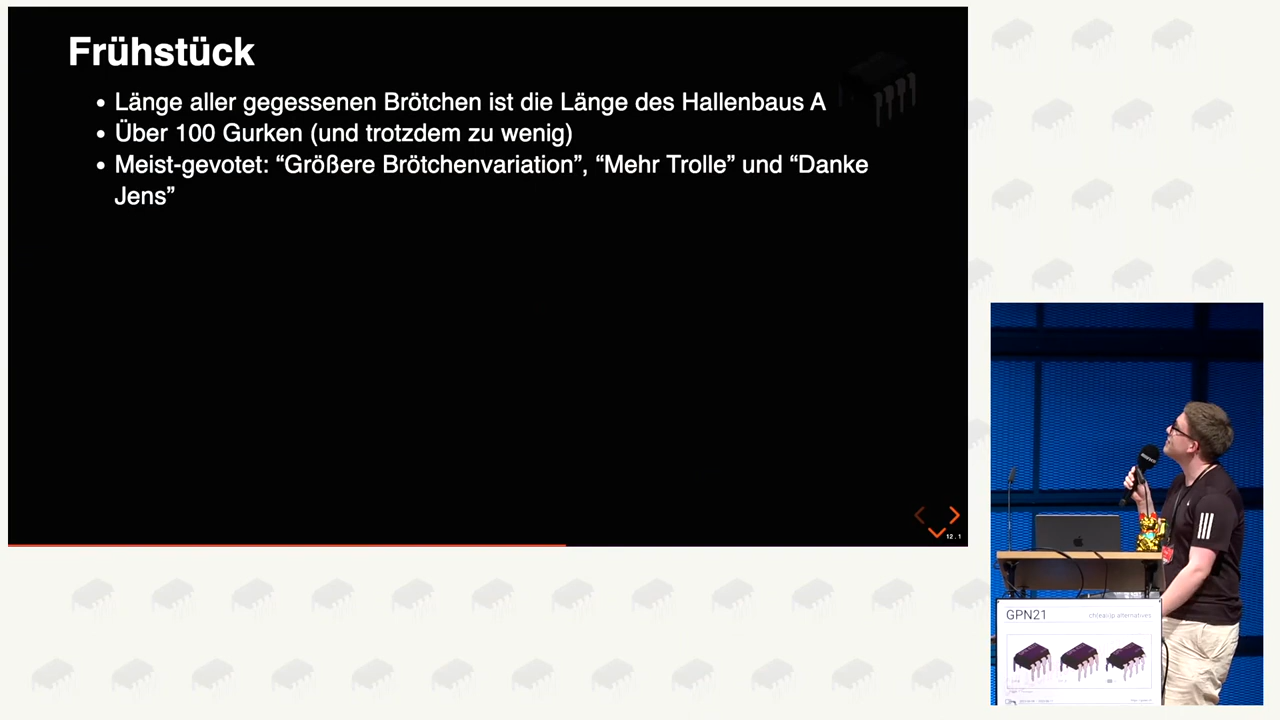 Frühstück
• Länge aller gegessenen Brötchen ist die Länge des Hallenbaus A
• Über 100 Gurken (und trotzdem zu wenig)
• Meist-gevotet: “Größere Brötchenvariation”, “Mehr Trolle” und “Danke
Jens”
12.1
GPN21